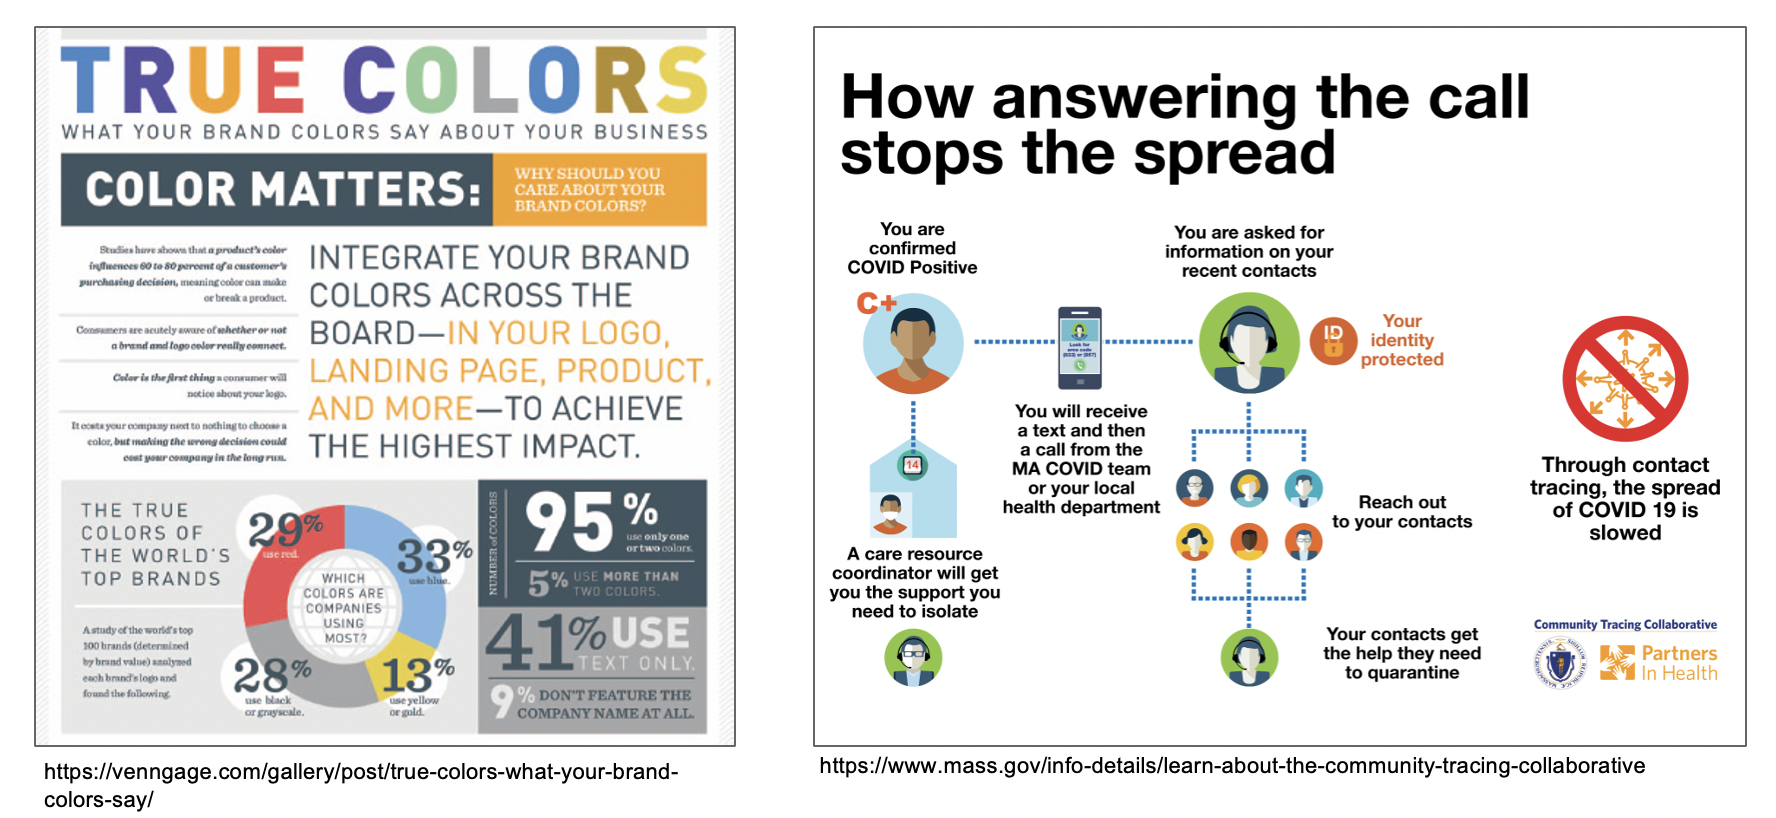 TRUE COLORS
WHAT YOUR BRAND COLORS SAY ABOUT YOUR BUSINESS
COLOR MATTERS:
WHY SHOULD YOU
CARE ABOUT YOUR
BRAND COLORS?
Studies have shown that a product's color
influences 60 to 80 percent of a customer's
purchasing decision, meaning color can make
or break a product.
Consumers are acutely aware of whether or not
a brand and logo color really connect.
Color is the first thing a consumer will
notice about your logo.
It costs your company next to nothing to choose a
color, but making the wrong decision could
cost your company in the long run.
INTEGRATE YOUR BRAND
COLORS ACROSS THE
BOARD—IN YOUR LOGO,
LANDING PAGE, PRODUCT,
AND MORE—TO ACHIEVE
THE HIGHEST IMPACT.
THE TRUE
COLORS OF
THE WORLD'S
TOP BRANDS
A study of the world's top
100 brands (determined
by brand value) analyzed
each brand's logo and
found the following.
29%
use red.
33%
use blue.
28%
use black
or grayscale.
13%
use yellow
or gold.
WHICH
COLORS ARE
COMPANIES
USING
MOST?
NUMBER of COLORS
95%
use only one
or two colors.
5% USE MORE THAN
TWO COLORS.
41% USE
TEXT ONLY.
9% DON'T FEATURE THE
COMPANY NAME AT ALL.
https://venngage.com/gallery/post/true-colors-what-your-brand-
colors-say/
How answering the call
stops the spread
You are
confirmed
COVID Positive
C+
14
A care resource
coordinator will get
you the support you
need to isolate
Look for
area code
(833) or (857)
You will receive
a text and then
a call from the
MA COVID team
or your local
health department
You are asked for
information on your
recent contacts
ID
Your
identity
protected
Reach out
to your contacts
Your contacts get
the help they need
to quarantine
Through contact
tracing, the spread
of COVID 19 is
slowed
Community Tracing Collaborative
Partners
In Health
https://www.mass.gov/info-details/learn-about-the-community-tracing-collaborative